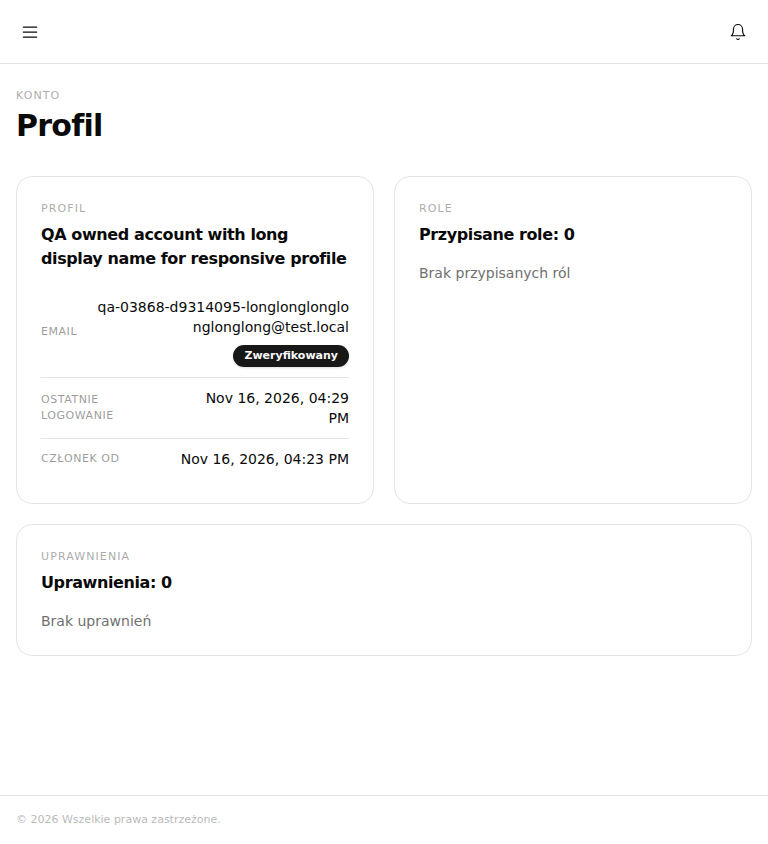 KONTO
Profil
PROFIL
QA owned account with long
display name for responsive profile
EMAIL
qa-03868-d9314095-longlonglonglo
nglonglong@test.local
Zweryfikowany
OSTATNIE
LOGOWANIE
Nov 16, 2026, 04:29
PM
CZŁONEK OD
Nov 16, 2026, 04:23 PM
ROLE
Przypisane role: 0
Brak przypisanych ról
UPRAWNIENIA
Uprawnienia: 0
Brak uprawnień
© 2026 Wszelkie prawa zastrzeżone.